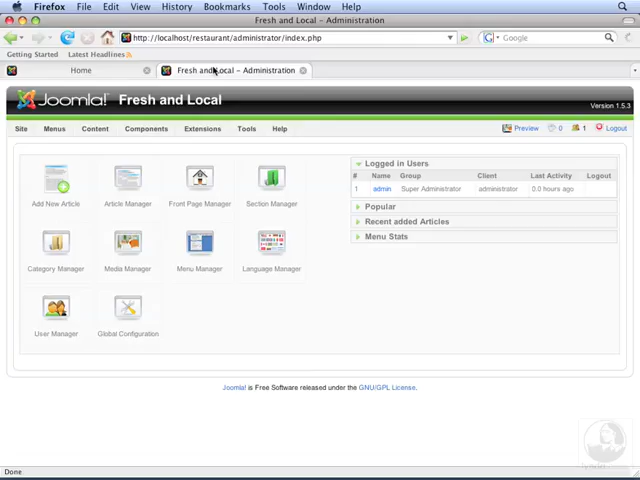 Firefox File Edit View History Bookmarks Tools Window Help
Fresh and Local – Administration
http://localhost/restaurant/administrator/index.php
Google
Getting Started Latest Headlines
Home
Fresh and Local – Administration
Joomla! Fresh and Local
Version 1.5.3
Site Menus Content Components Extensions Tools Help
Preview 0 1 Logout
Add New Article
Article Manager
Front Page Manager
Section Manager
Category Manager
Media Manager
Menu Manager
Language Manager
User Manager
Global Configuration
Logged in Users
# Name Group Client Last Activity Logout
1 admin Super Administrator administrator 0.0 hours ago
Popular
Recent added Articles
Menu Stats
Joomla! is Free Software released under the GNU/GPL License.
Done